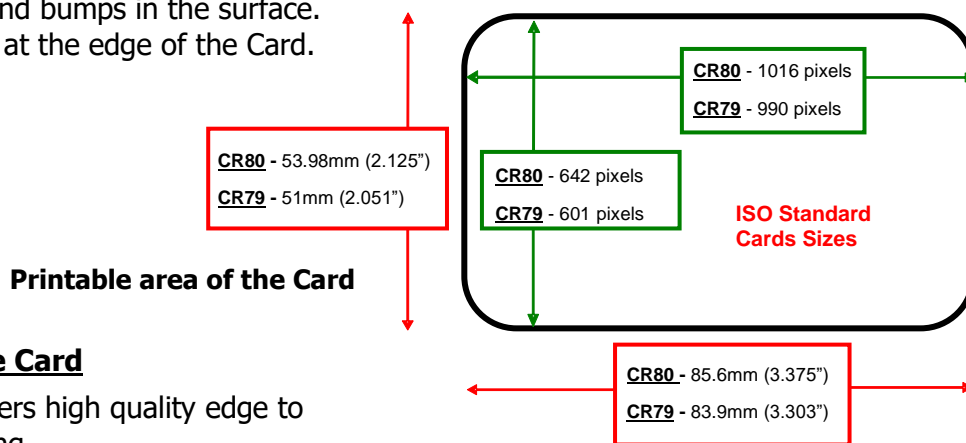 nd bumps in the surface.
at the edge of the Card.
CR80 - 1016 pixels
CR79 - 990 pixels
CR80 - 53.98mm (2.125”)
CR79 - 51mm (2.051”)
CR80 - 642 pixels
CR79 - 601 pixels
ISO Standard
Cards Sizes
Printable area of the Card
e Card
CR80 - 85.6mm (3.375”)
CR79 - 83.9mm (3.303”)
ers high quality edge to